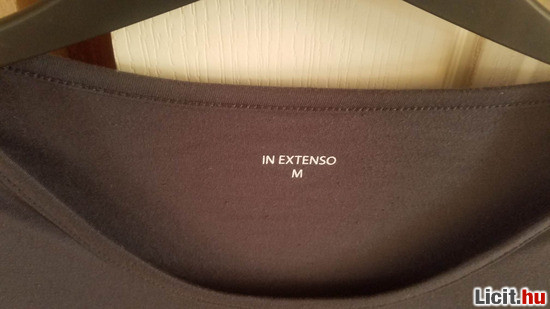 IN EXTENSO
M
Licit.hu